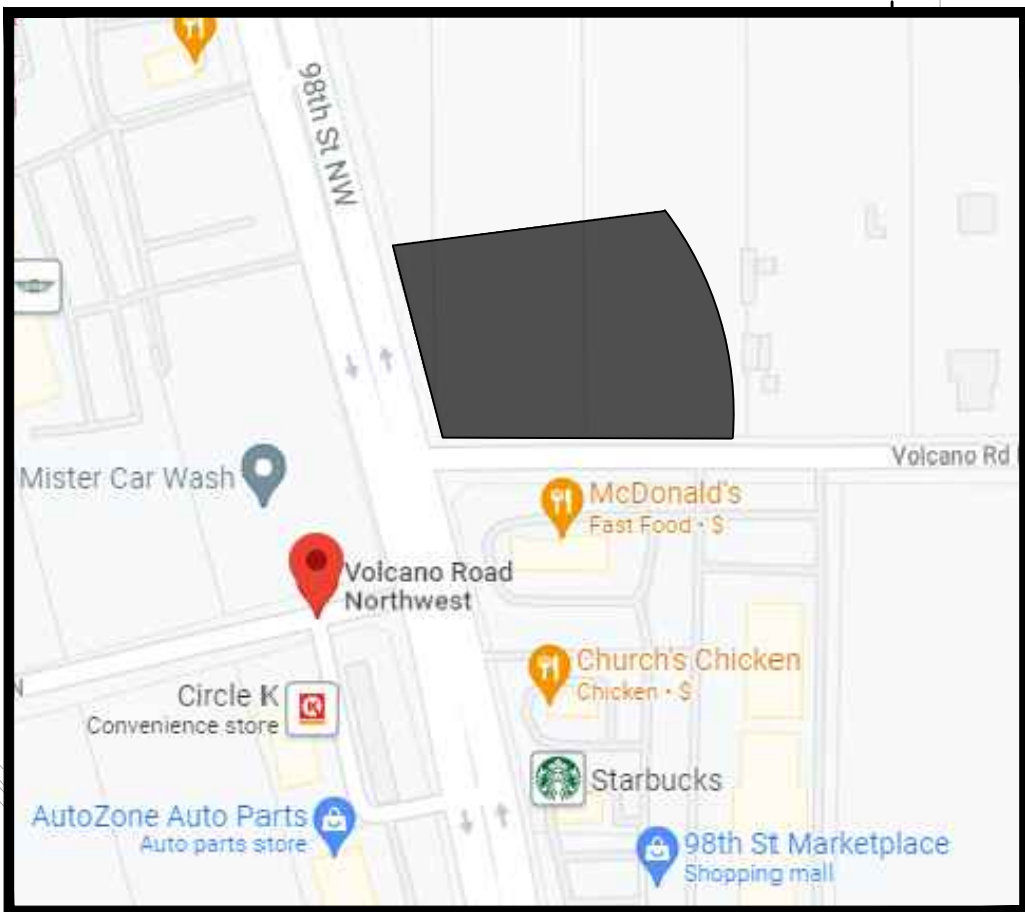 98th St NW
Volcano Rd
Mister Car Wash
McDonald's
Fast Food · $
Volcano Road
Northwest
Church's Chicken
Chicken · $
Circle K
Convenience store
Starbucks
AutoZone Auto Parts
Auto parts store
98th St Marketplace
Shopping mall